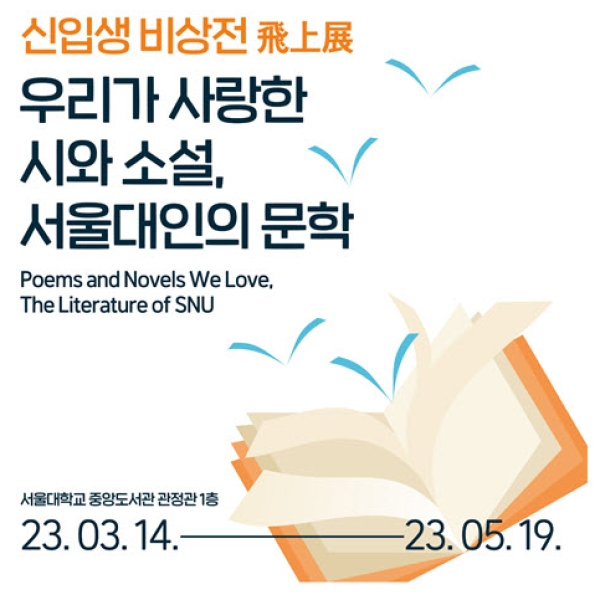 신입생 비상전 飛上展
우리가 사랑한
시와 소설,
서울대인의 문학
Poems and Novels We Love,
The Literature of SNU
서울대학교 중앙도서관 관정관 1층
23. 03. 14. 23. 05. 19.